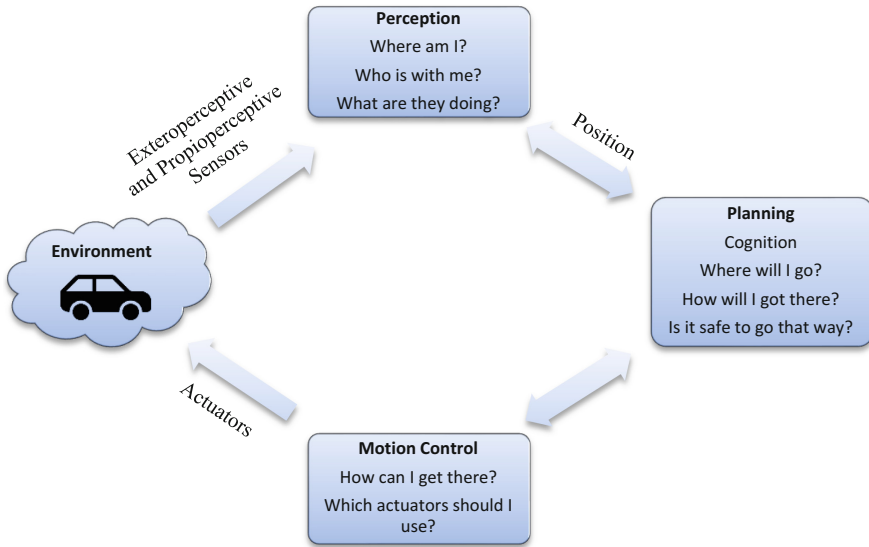 Perception
Where am I?
Who is with me?
What are they doing?
Exteroperceptive
and Propioperceptive
Sensors
Position
Environment
Planning
Cognition
Where will I go?
How will I got there?
Is it safe to go that way?
Actuators
Motion Control
How can I get there?
Which actuators should I
use?